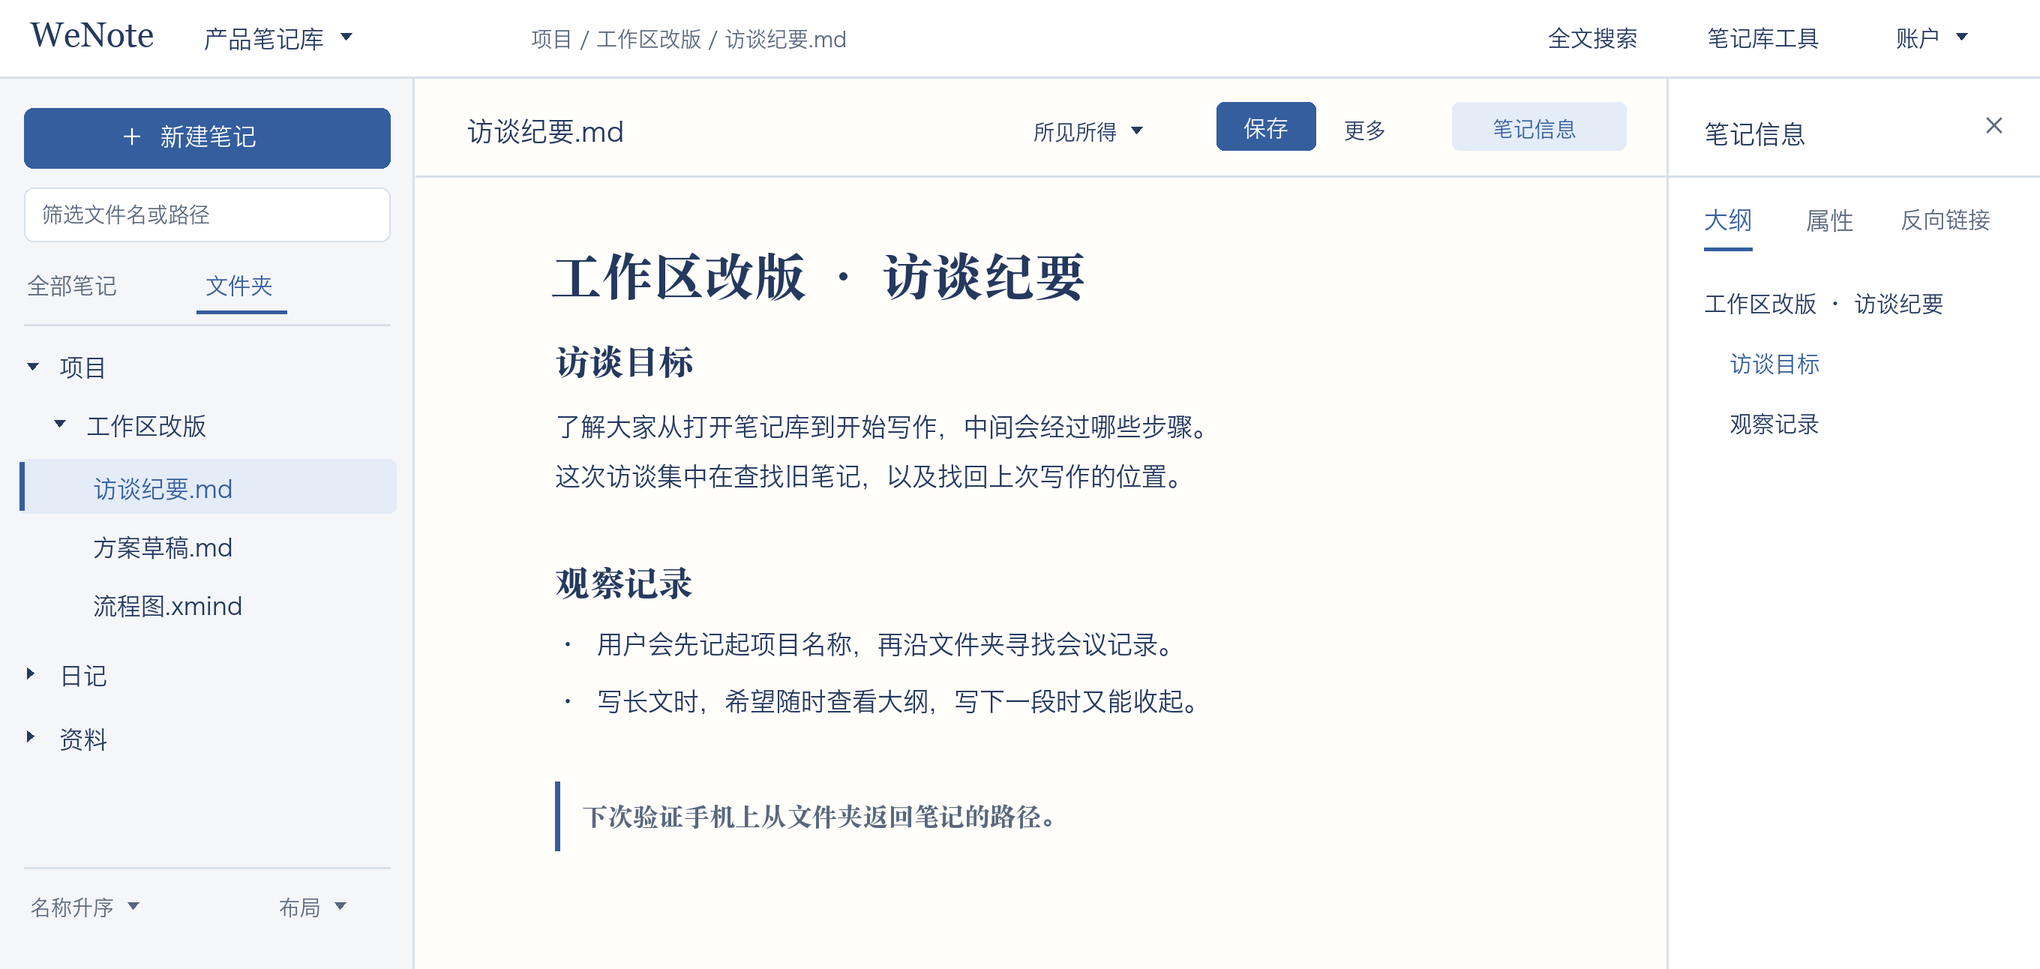 WeNote 产品笔记库 项目 / 工作区改版 / 访谈纪要.md 全文搜索 笔记库工具 账户
+ 新建笔记
筛选文件名或路径
全部笔记 文件夹
项目
工作区改版
访谈纪要.md
方案草稿.md
流程图.xmind
日记
资料
名称升序 布局
访谈纪要.md 所见所得 保存 更多 笔记信息
工作区改版 · 访谈纪要
访谈目标
了解大家从打开笔记库到开始写作，中间会经过哪些步骤。
这次访谈集中在查找旧笔记，以及找回上次写作的位置。
观察记录
· 用户会先记起项目名称，再沿文件夹寻找会议记录。
· 写长文时，希望随时查看大纲，写下一段时又能收起。
下次验证手机上从文件夹返回笔记的路径。
笔记信息 ×
大纲 属性 反向链接
工作区改版 · 访谈纪要
访谈目标
观察记录